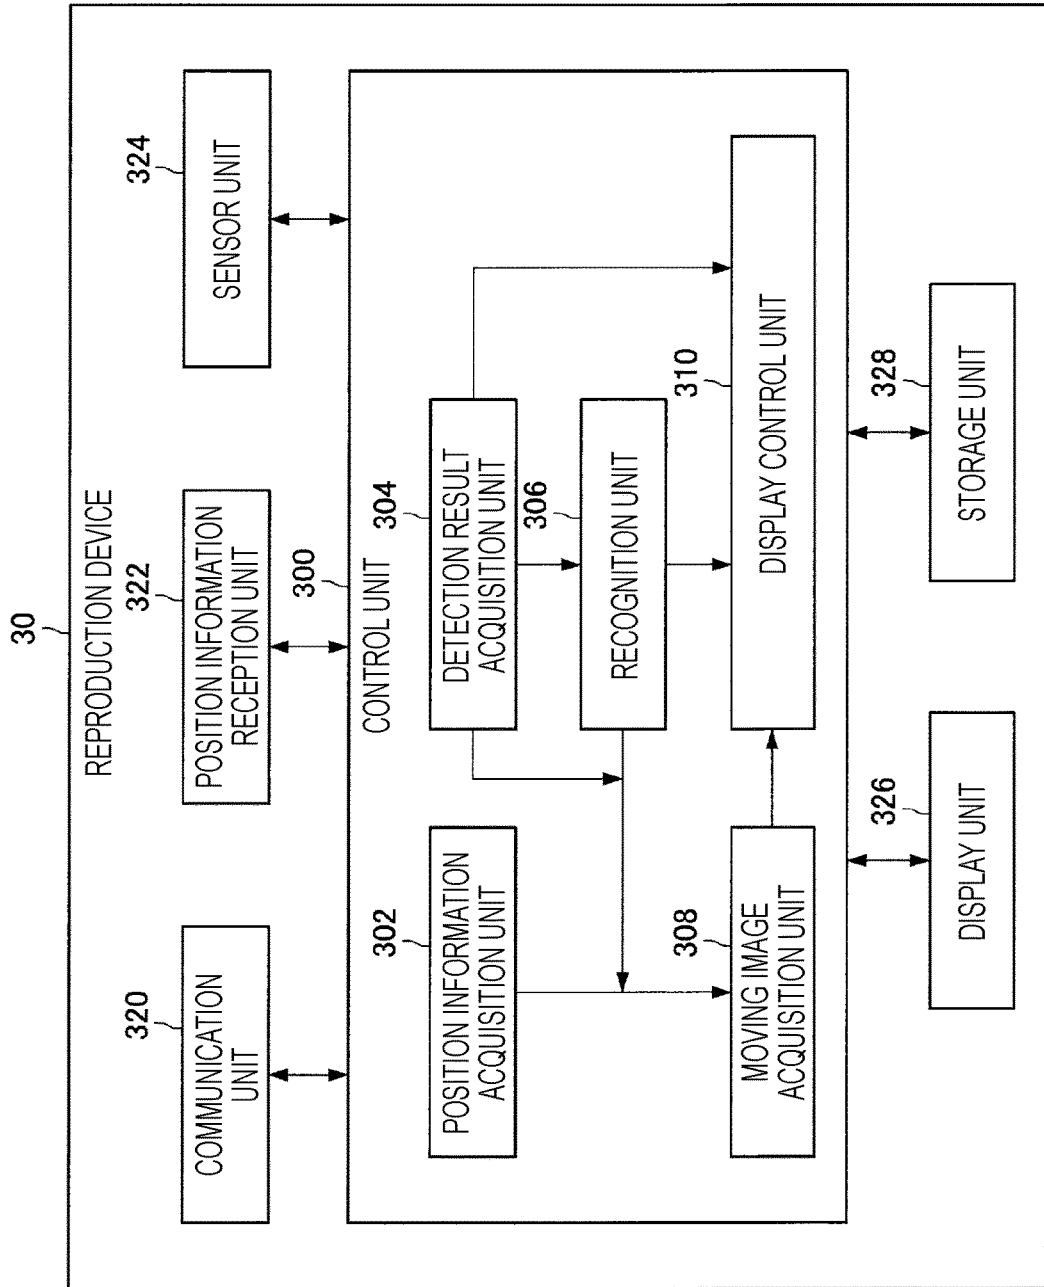 30
REPRODUCTION DEVICE
320
COMMUNICATION
UNIT
322
POSITION INFORMATION
RECEPTION UNIT
324
SENSOR UNIT
300
CONTROL UNIT
302
POSITION INFORMATION
ACQUISITION UNIT
304
DETECTION RESULT
ACQUISITION UNIT
306
RECOGNITION UNIT
308
MOVING IMAGE
ACQUISITION UNIT
310
DISPLAY CONTROL UNIT
326
DISPLAY UNIT
328
STORAGE UNIT